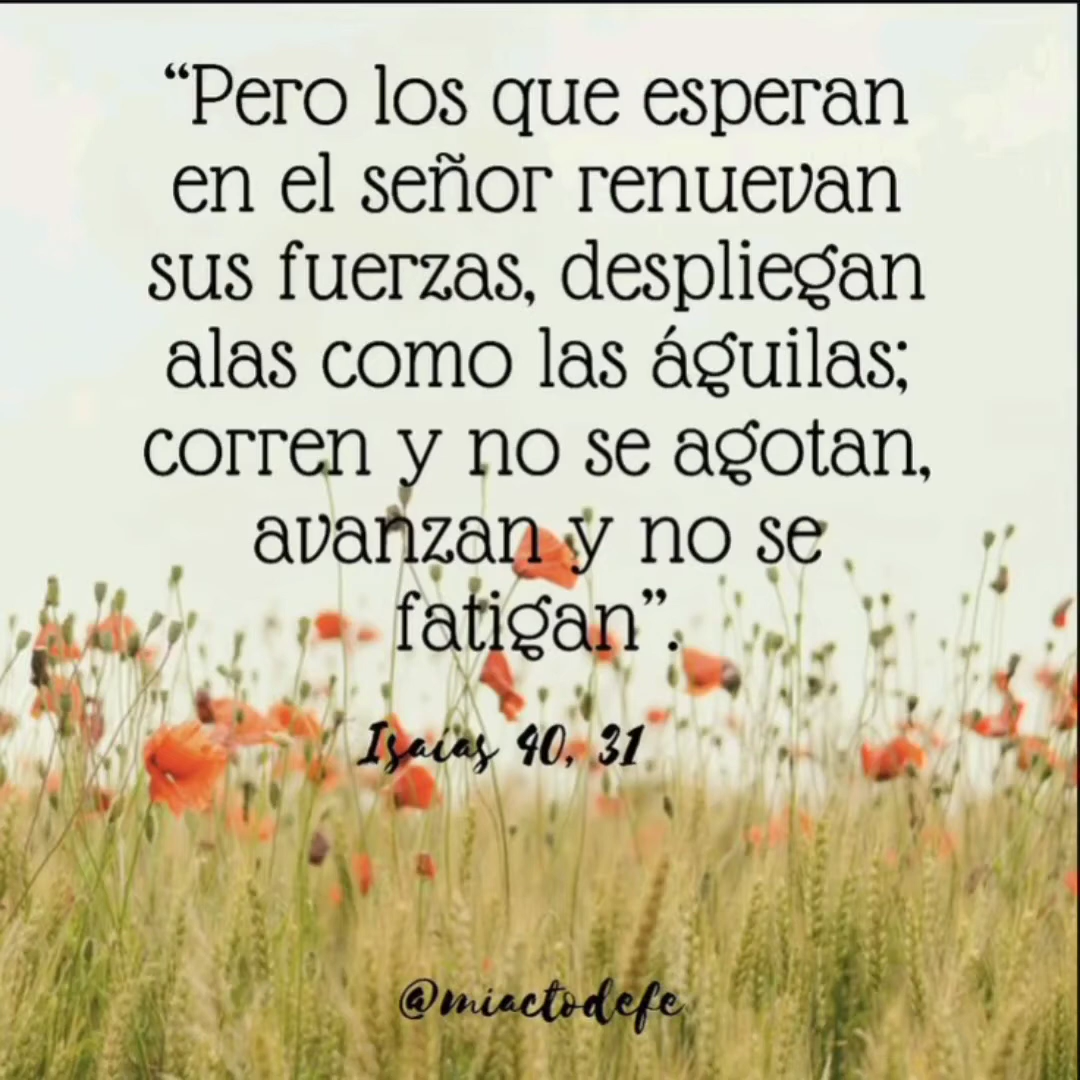 “Pero los que esperan
en el señor renuevan
sus fuerzas, despliegan
alas como las águilas;
corren y no se agotan,
avanzan y no se
fatigan”.
Isaías 40, 31
@miactodefe